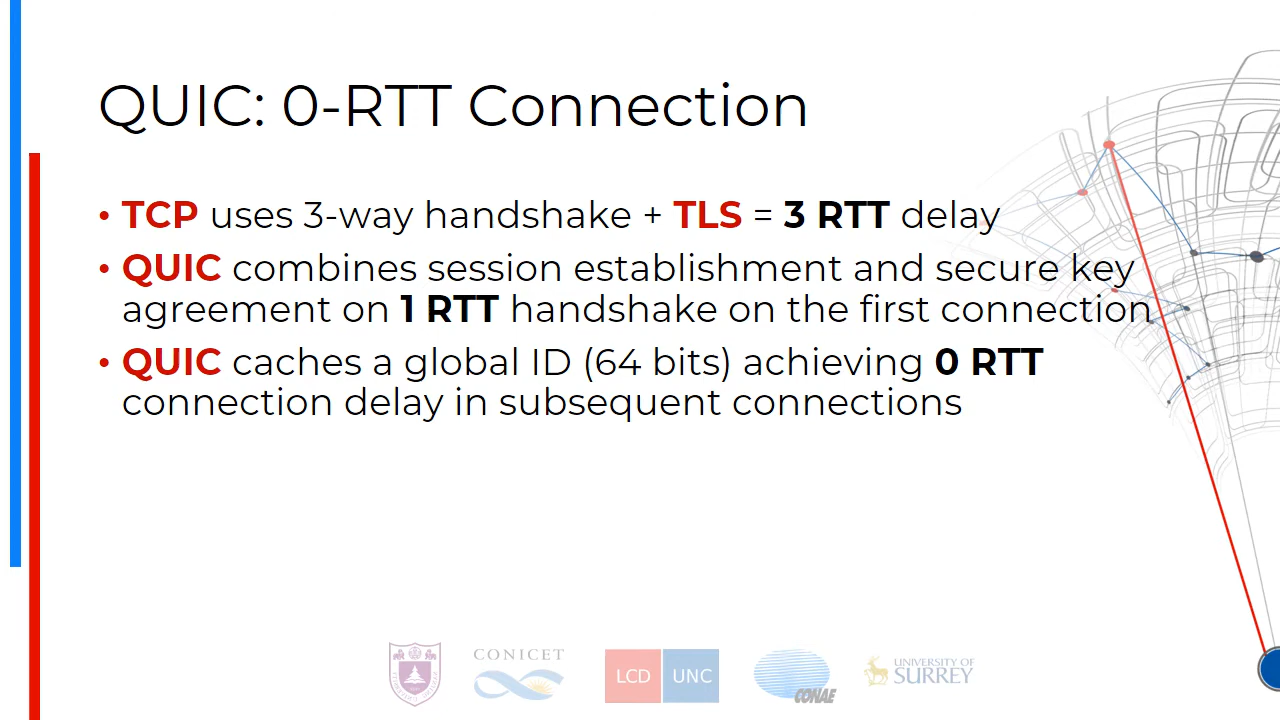 QUIC: 0-RTT Connection
• TCP uses 3-way handshake + TLS = 3 RTT delay
• QUIC combines session establishment and secure key
agreement on 1 RTT handshake on the first connection
• QUIC caches a global ID (64 bits) achieving 0 RTT
connection delay in subsequent connections
CONICET
LCD UNC
CONAE
UNIVERSITY OF
SURREY